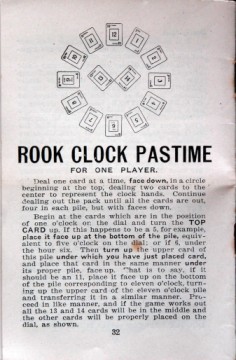 ROOK CLOCK PASTIME
FOR ONE PLAYER.
Deal one card at a time, face down, in a circle
beginning at the top, dealing two cards to the
center to represent the clock hands. Continue
dealing out the pack until all the cards are out,
four in each pile, but with faces down.
Begin at the cards which are in the position
of one o'clock on the dial and turn the TOP
CARD up. If this happens to be a 5, for example,
place it face up at the bottom of the pile, equiv-
alent to five o'clock on the dial; or if 6, under
the hour six. Then turn up the upper card of
this pile under which you have just placed card,
and place that card in the same manner under
its proper pile, face up. That is to say, if it
should be an 11, place it face up on the bottom
of the pile corresponding to eleven o'clock, turn-
ing up the upper card of the eleven o'clock pile
and transferring it in a similar manner. Pro-
ceed in like manner, and if the game works out
all the 13 and 14 cards will be in the middle and
the other cards will be properly placed on the
dial, as shown.
32